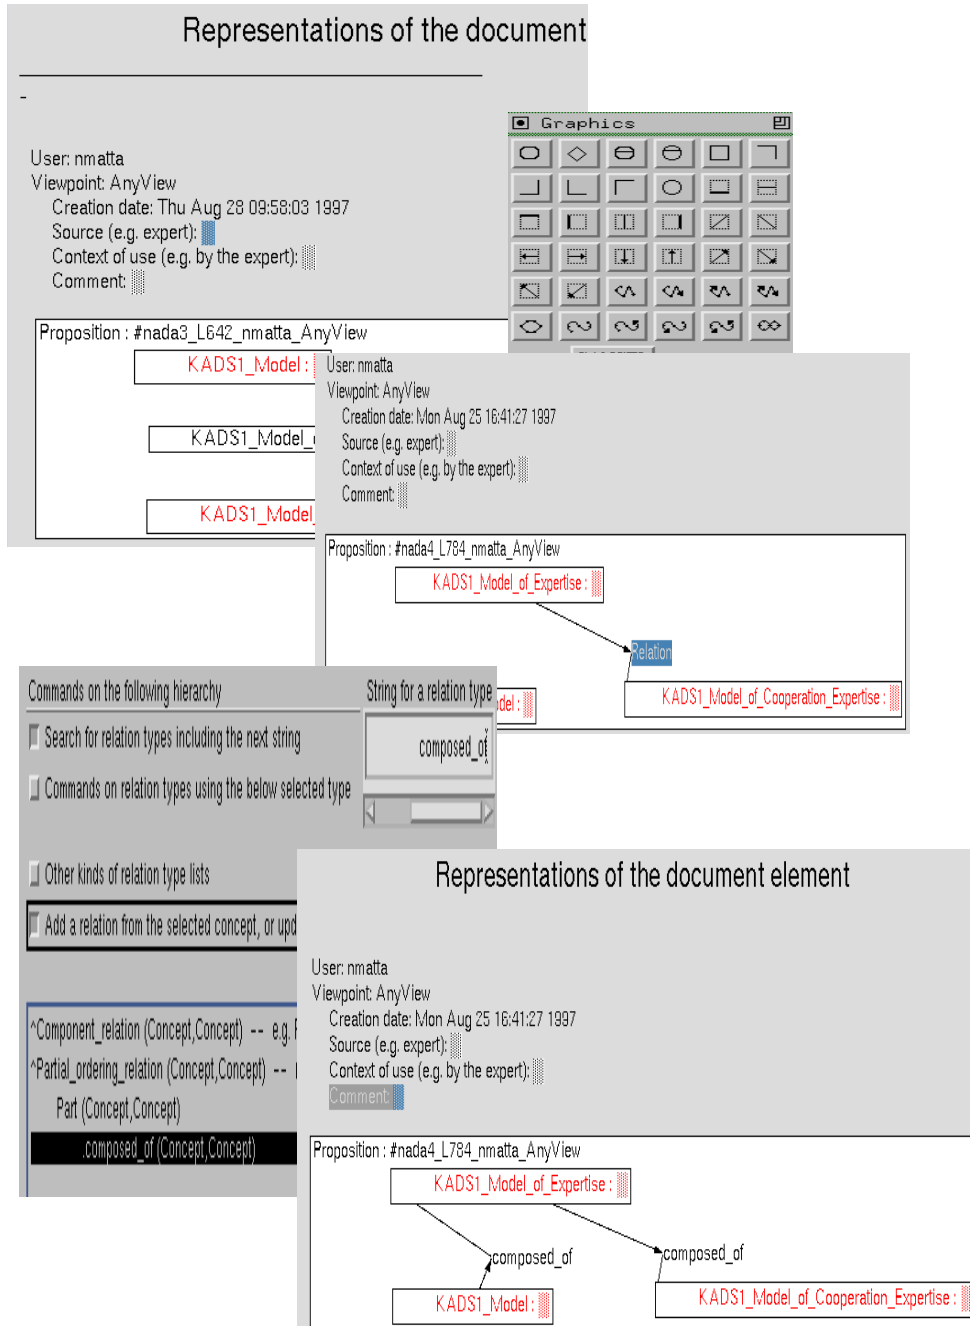 Representations of the document
-
Graphics
User: nmatta
Viewpoint: AnyView
Creation date: Thu Aug 28 09:58:03 1997
Source (e.g. expert):
Context of use (e.g. by the expert):
Comment:
Proposition : #nada3_L642_nmatta_AnyView
KADS1_Model :
KADS1_Model_
KADS1_Model_
User: nmatta
Viewpoint: AnyView
Creation date: Mon Aug 25 16:41:27 1997
Source (e.g. expert):
Context of use (e.g. by the expert):
Comment:
Proposition : #nada4_L784_nmatta_AnyView
KADS1_Model_of_Expertise :
Relation
KADS1_Model_of_Cooperation_Expertise :
del :
Commands on the following hierarchy
String for a relation type
Search for relation types including the next string
composed_of
Commands on relation types using the below selected type
Other kinds of relation type lists
Add a relation from the selected concept, or upd
^Component_relation (Concept,Concept) -- e.g.
^Partial_ordering_relation (Concept,Concept) --
Part (Concept,Concept)
.composed_of (Concept,Concept)
Representations of the document element
User: nmatta
Viewpoint: AnyView
Creation date: Mon Aug 25 16:41:27 1997
Source (e.g. expert):
Context of use (e.g. by the expert):
Comment:
Proposition : #nada4_L784_nmatta_AnyView
KADS1_Model_of_Expertise :
composed_of
composed_of
KADS1_Model :
KADS1_Model_of_Cooperation_Expertise :